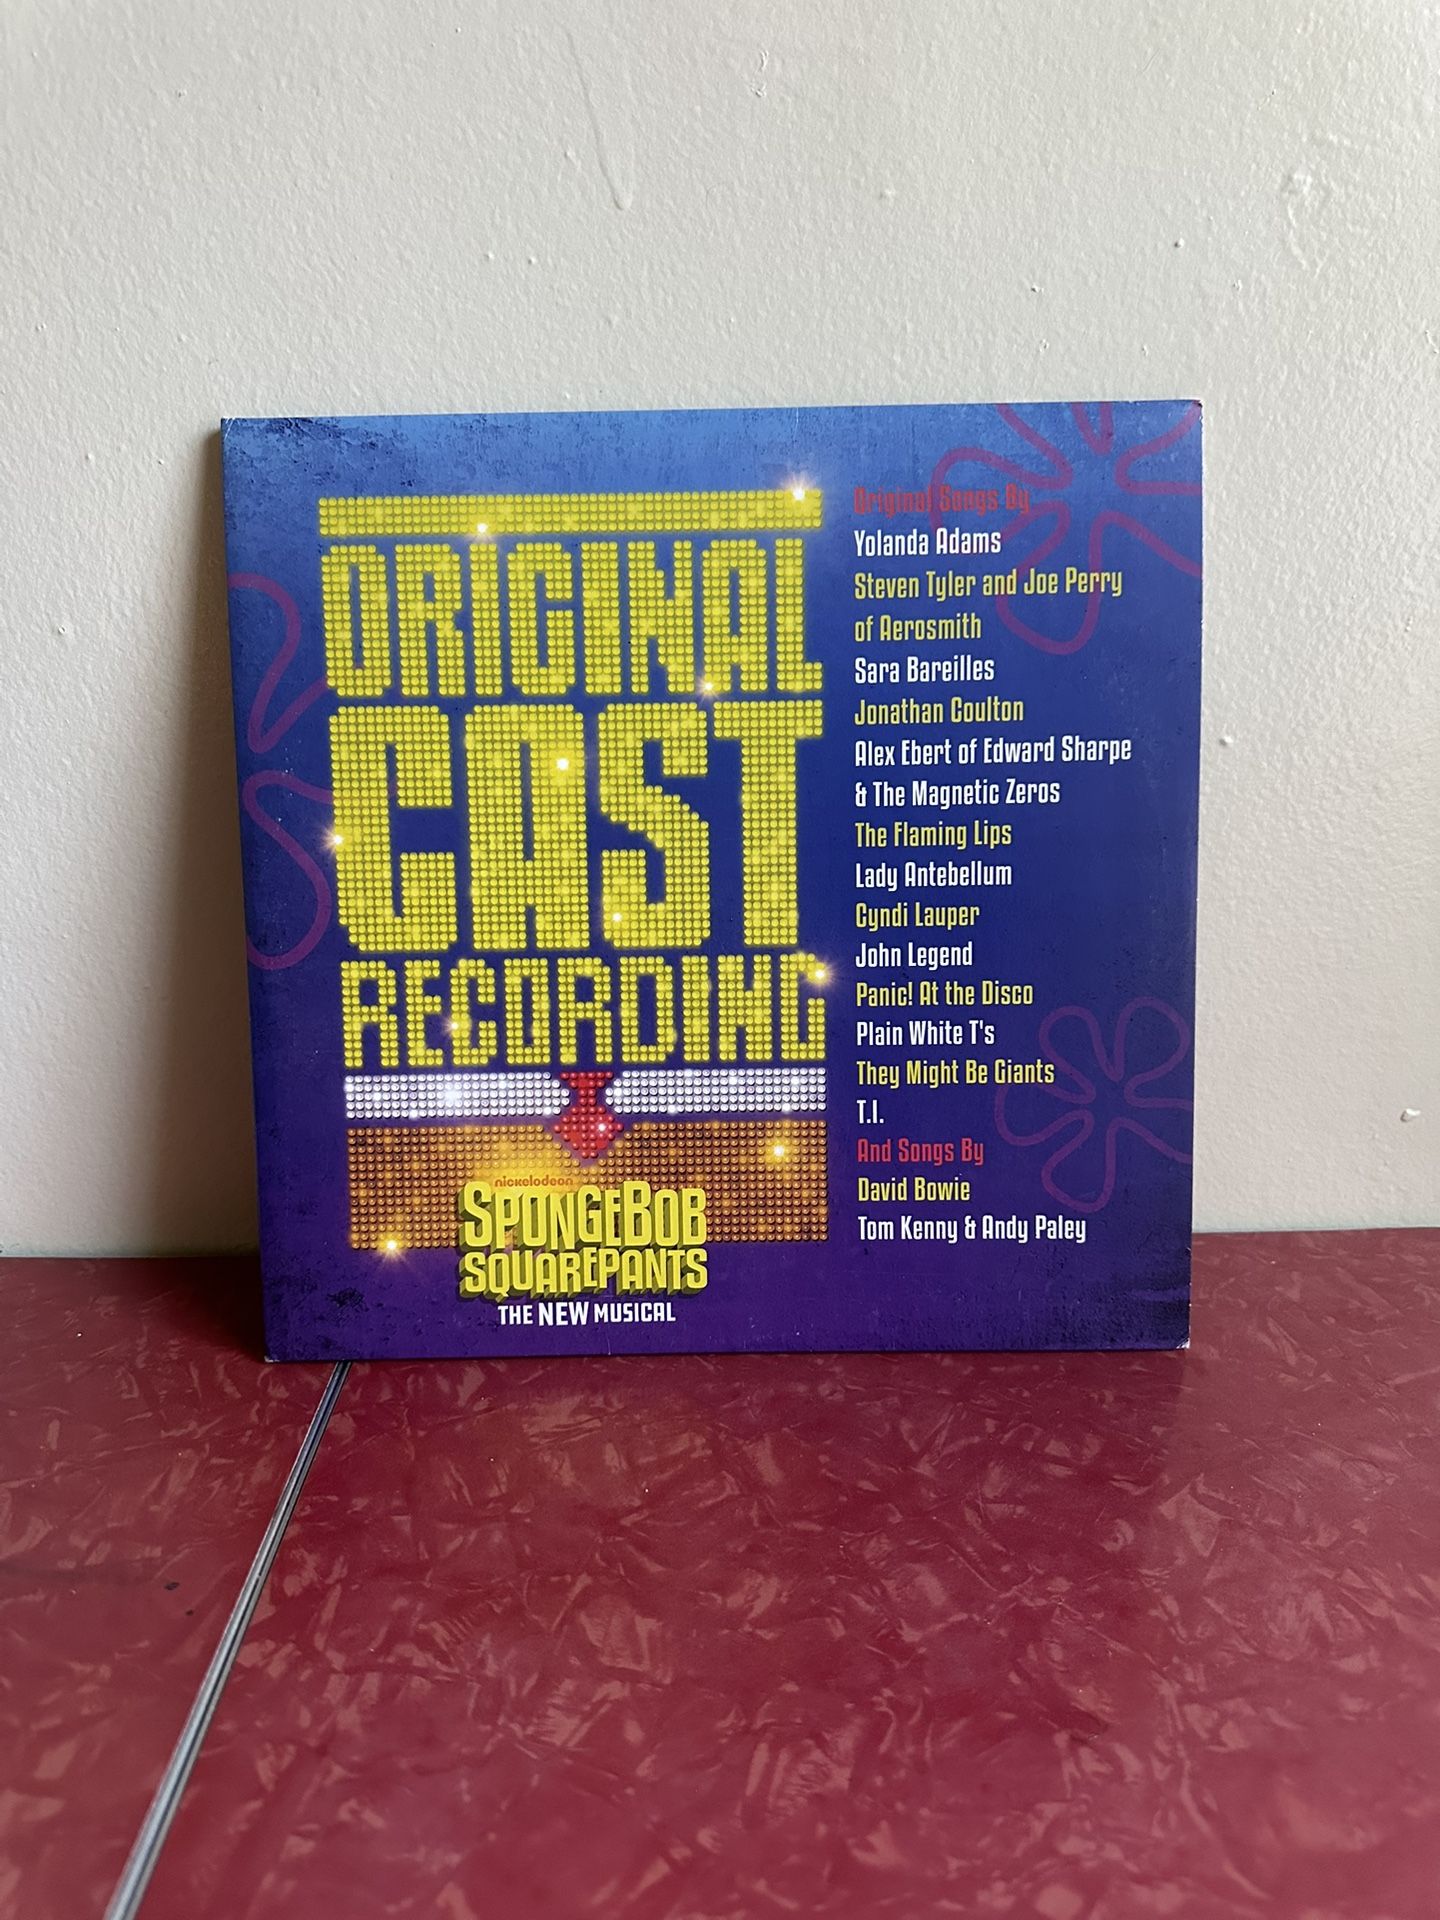 ORIGINAL
CAST
RECORDING
nickelodeon
SPONGEBOB
SQUAREPANTS
THE NEW MUSICAL
Original Songs By
Yolanda Adams
Steven Tyler and Joe Perry
of Aerosmith
Sara Bareilles
Jonathan Coulton
Alex Ebert of Edward Sharpe
& The Magnetic Zeros
The Flaming Lips
Lady Antebellum
Cyndi Lauper
John Legend
Panic! At the Disco
Plain White T's
They Might Be Giants
T.I.
And Songs By
David Bowie
Tom Kenny & Andy Paley